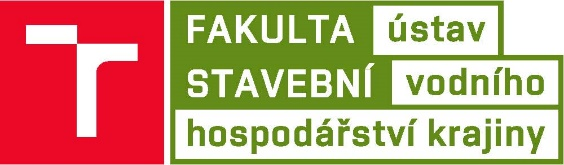 FAKULTA ústav
STAVEBNÍ vodního
hospodářství krajiny